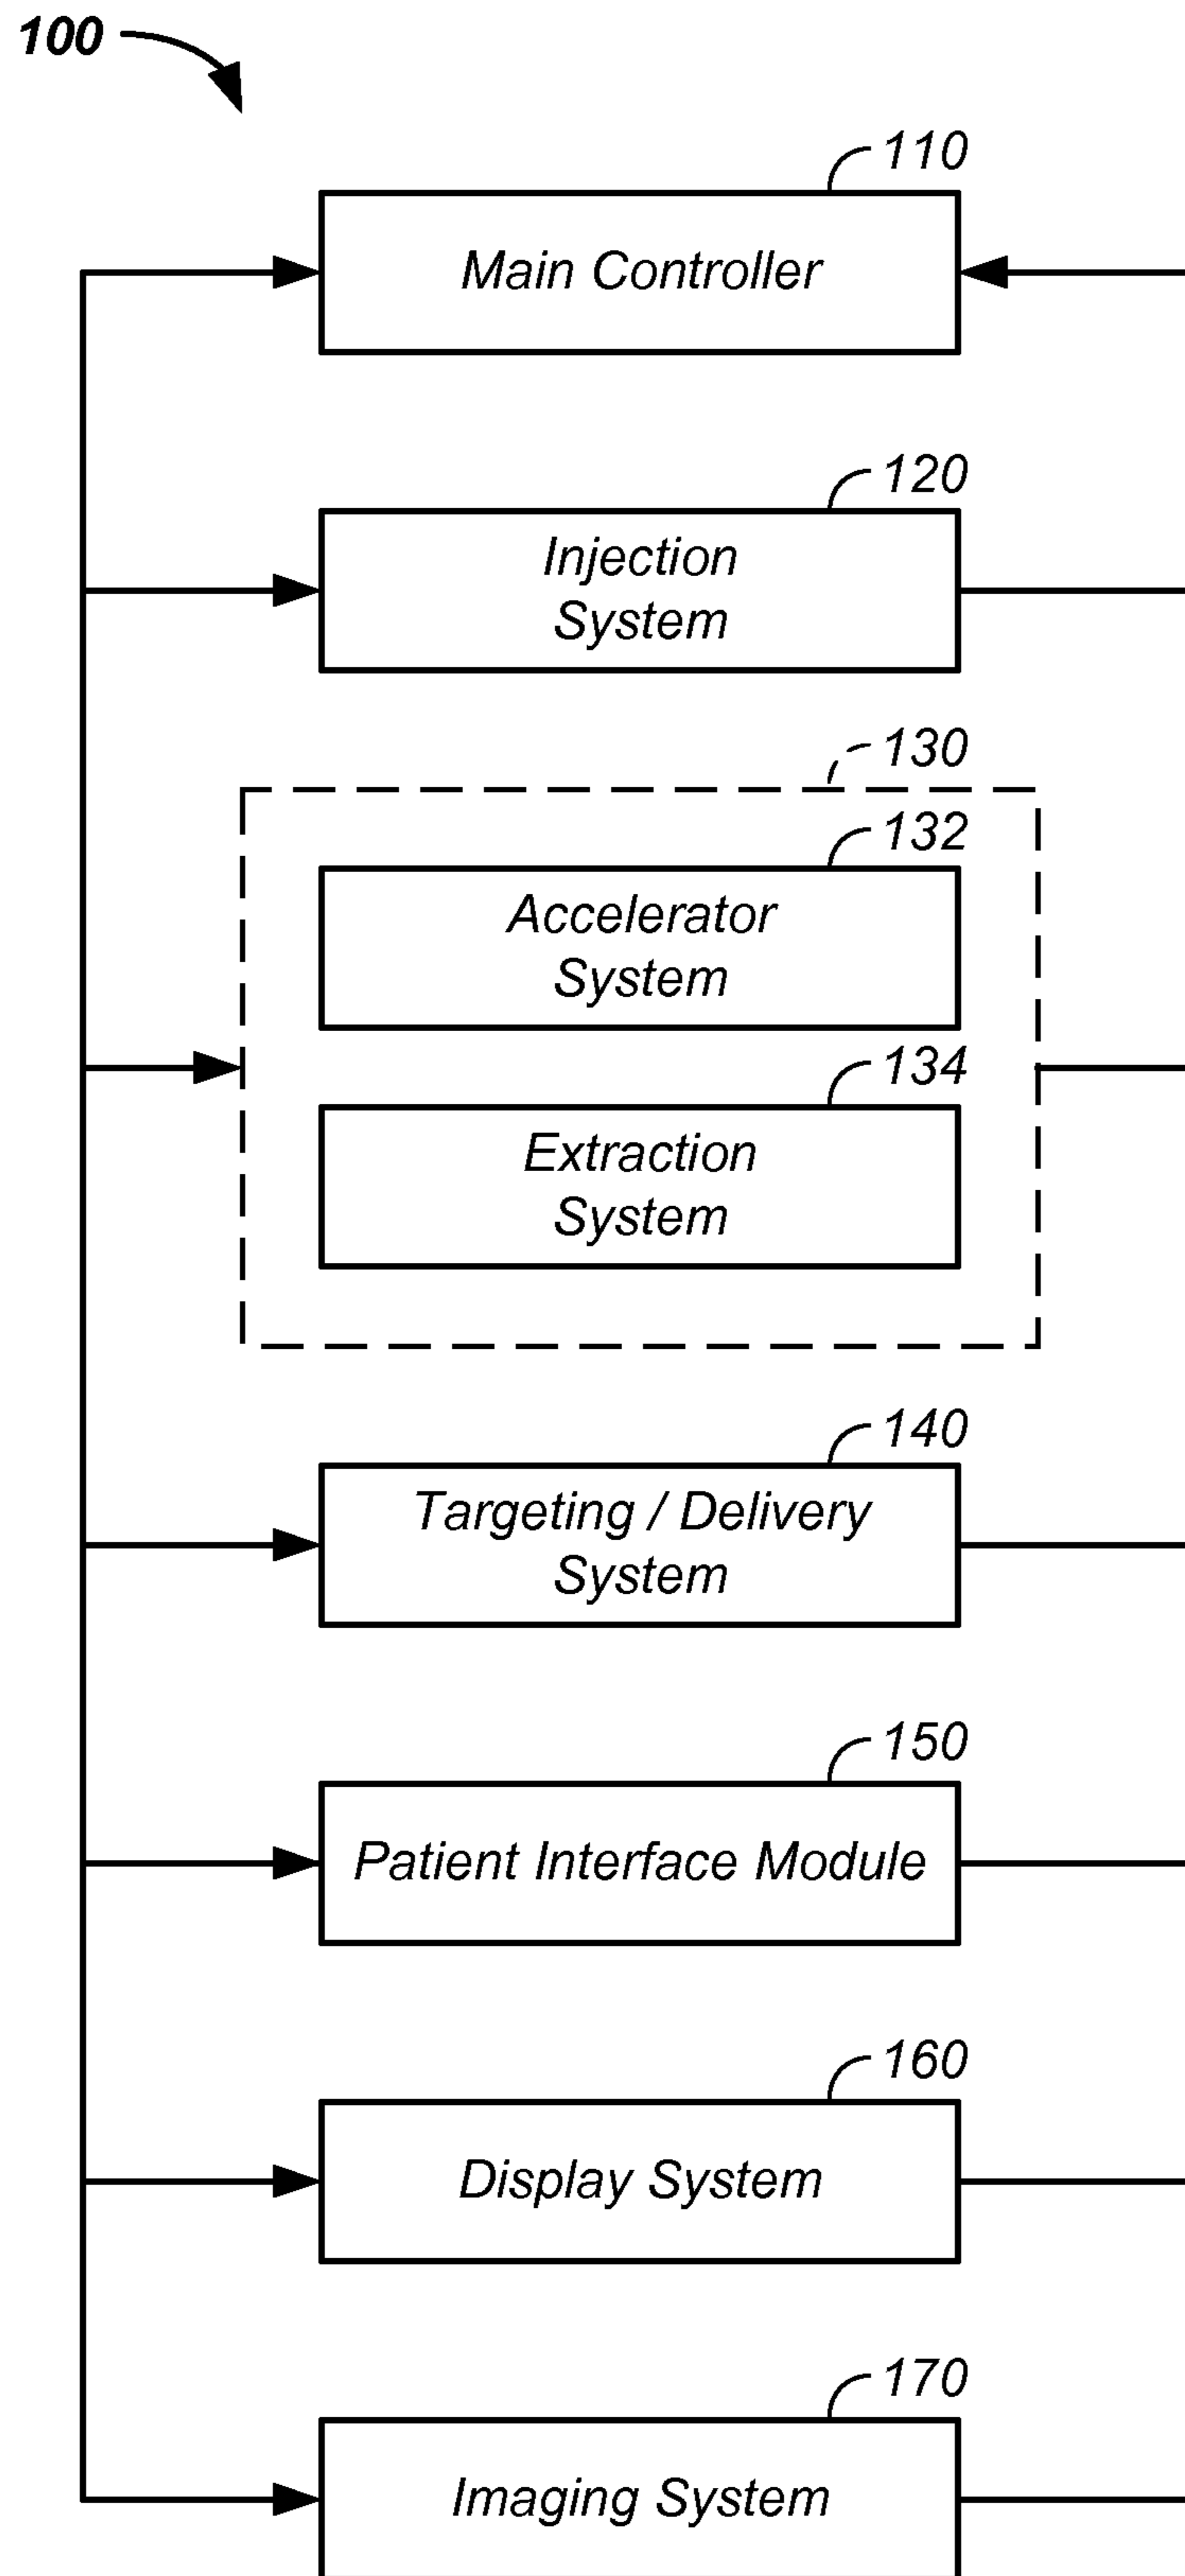 100
110
Main Controller
120
Injection
System
130
132
Accelerator
System
134
Extraction
System
140
Targeting / Delivery
System
150
Patient Interface Module
160
Display System
170
Imaging System